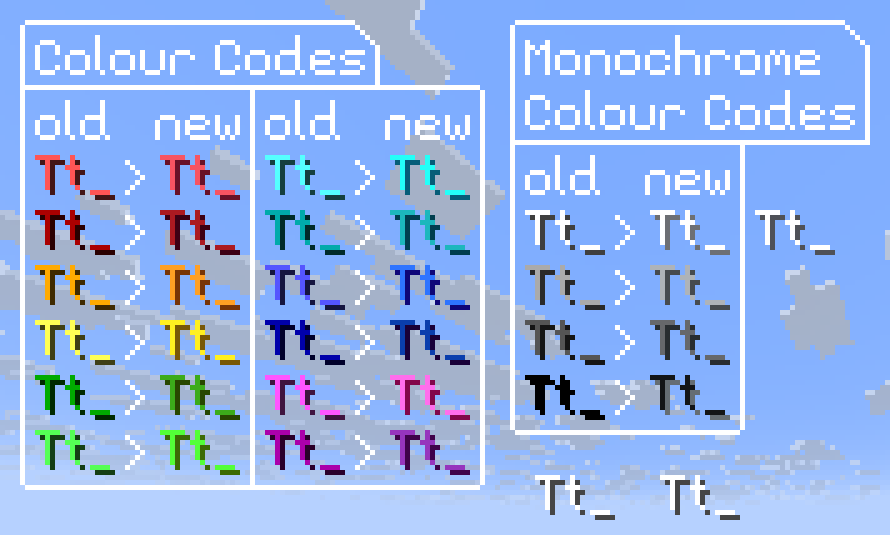 Colour Codes
old new old new
Tt_ > Tt_ Tt_ > Tt_
Tt_ > Tt_ Tt_ > Tt_
Tt_ > Tt_ Tt_ > Tt_
Tt_ > Tt_ Tt_ > Tt_
Tt_ > Tt_ Tt_ > Tt_
Tt_ > Tt_ Tt_ > Tt_
Monochrome
Colour Codes
old new
Tt_ > Tt_ Tt_
Tt_ > Tt_
Tt_ > Tt_
Tt_ > Tt_
Tt_ Tt_